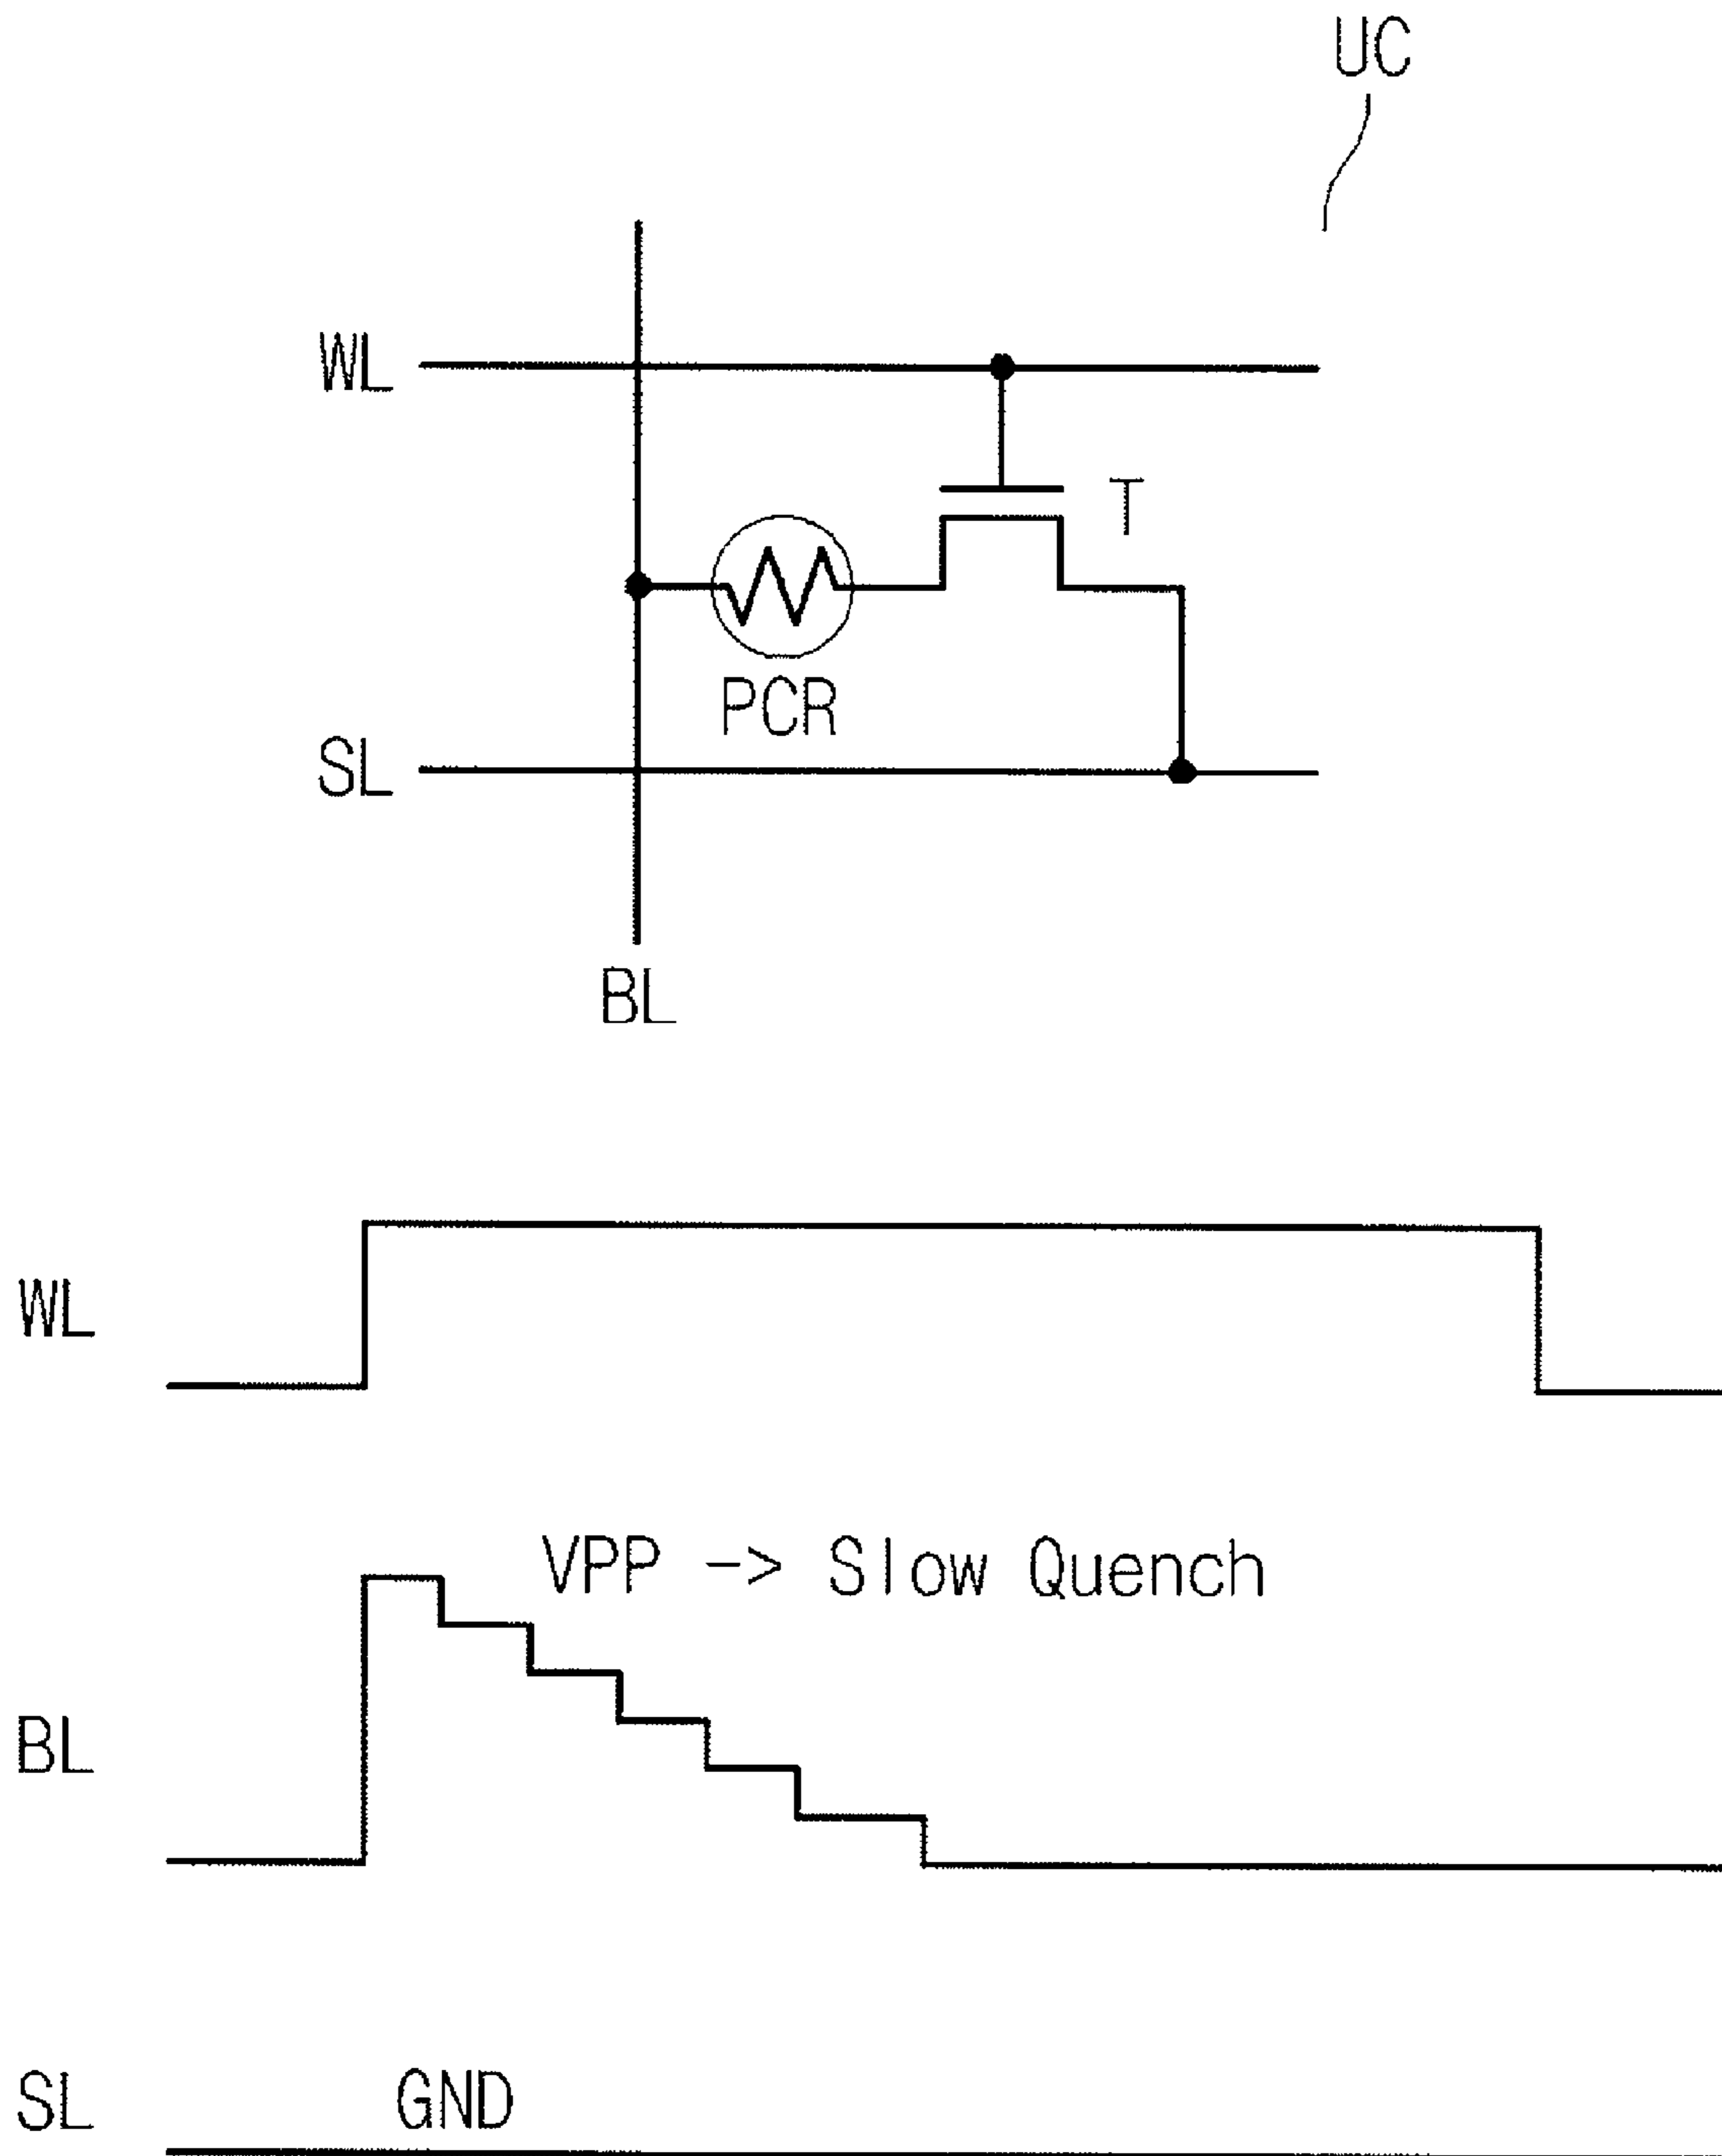 UC
WL
T
PCR
SL
BL
WL
VPP -> Slow Quench
BL
SL
GND